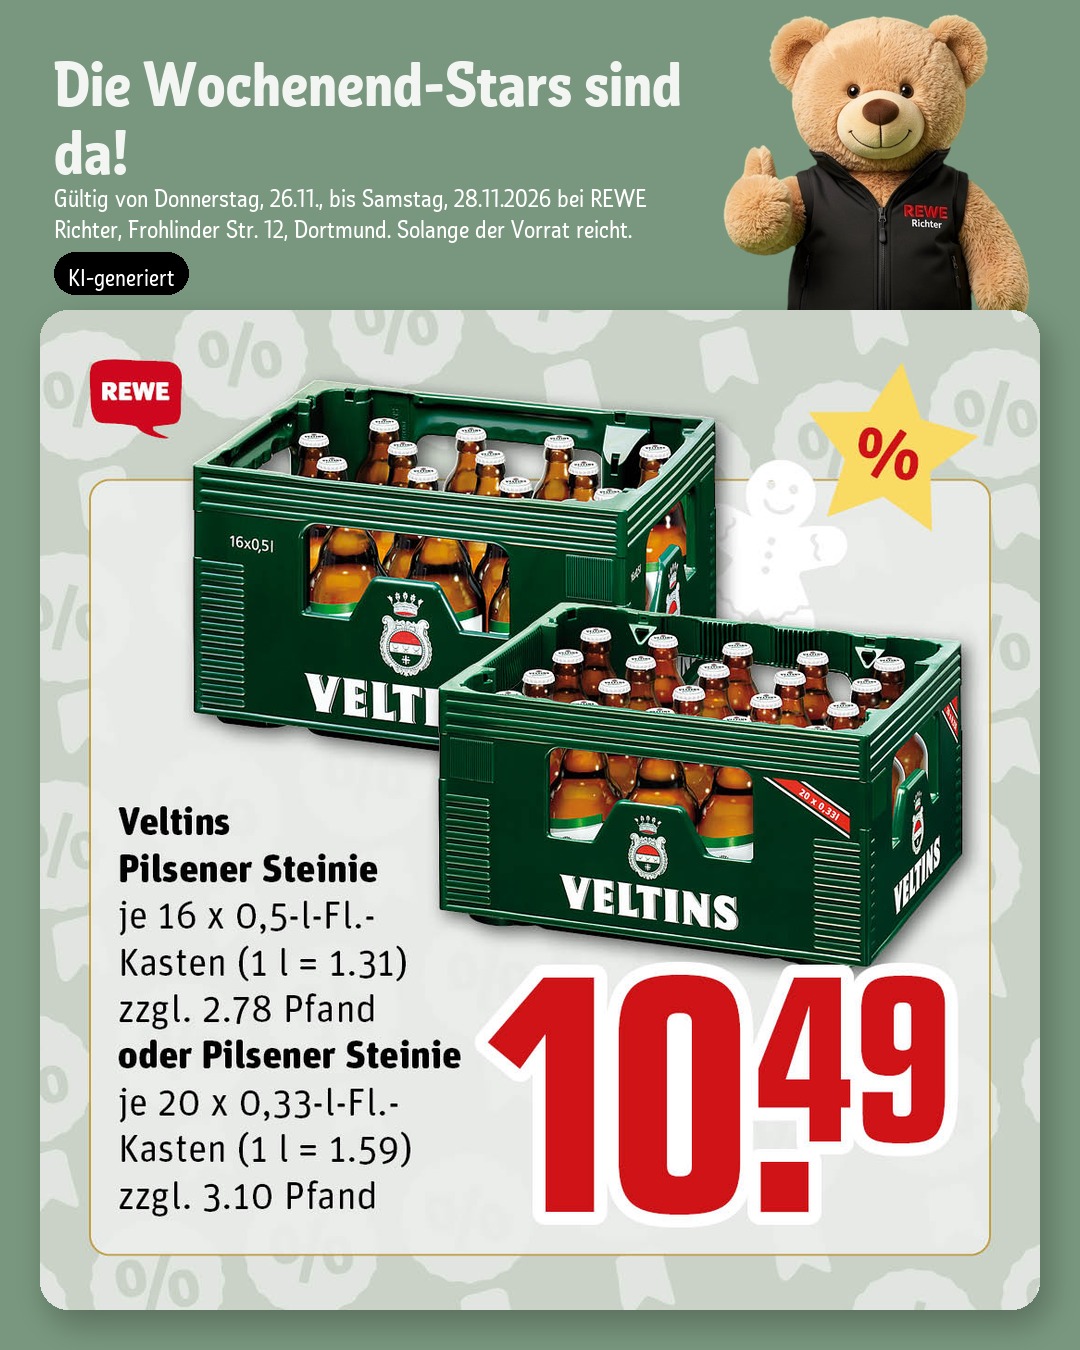 Die Wochenend-Stars sind
da!
Gültig von Donnerstag, 26.11., bis Samstag, 28.11.2026 bei REWE
Richter, Frohlinder Str. 12, Dortmund. Solange der Vorrat reicht.
KI-generiert
REWE
Richter
REWE
%
16x0,5l
VELTI
20 x 0,33l
VELTINS
VELTINS
Veltins
Pilsener Steinie
je 16 x 0,5-l-Fl.-
Kasten (1 l = 1.31)
zzgl. 2.78 Pfand
oder Pilsener Steinie
je 20 x 0,33-l-Fl.-
Kasten (1 l = 1.59)
zzgl. 3.10 Pfand
10.49